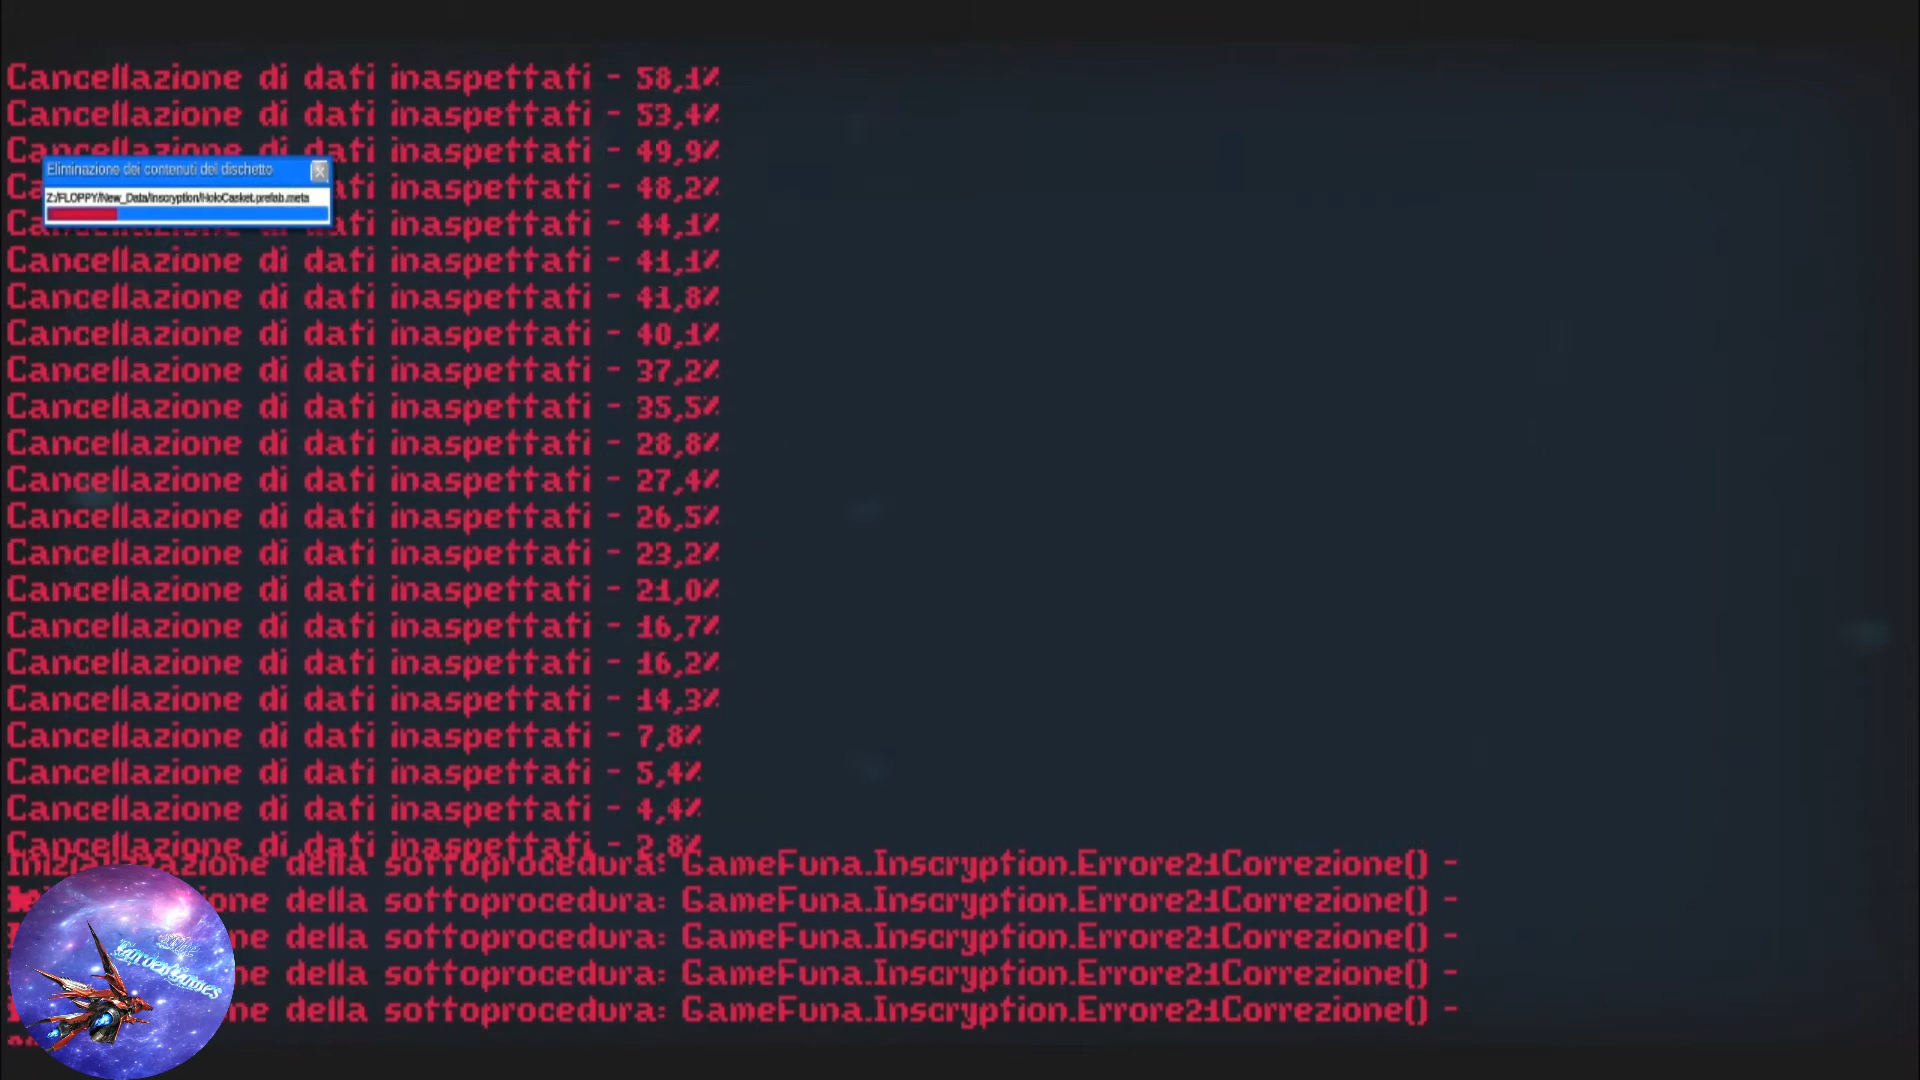 Cancellazione di dati inaspettati - 58,1%
Cancellazione di dati inaspettati - 53,4%
Cancellazione di dati inaspettati - 49,9%
Eliminazione dei contenuti del dischetto
Z:/FLOPPY/New_Data/Inscryption/HoloCasket.prefab.meta
dati inaspettati - 48,2%
dati inaspettati - 44,1%
Cancellazione di dati inaspettati - 41,1%
Cancellazione di dati inaspettati - 41,8%
Cancellazione di dati inaspettati - 40,1%
Cancellazione di dati inaspettati - 37,2%
Cancellazione di dati inaspettati - 35,5%
Cancellazione di dati inaspettati - 28,8%
Cancellazione di dati inaspettati - 27,4%
Cancellazione di dati inaspettati - 26,5%
Cancellazione di dati inaspettati - 23,2%
Cancellazione di dati inaspettati - 21,0%
Cancellazione di dati inaspettati - 16,7%
Cancellazione di dati inaspettati - 16,2%
Cancellazione di dati inaspettati - 14,3%
Cancellazione di dati inaspettati - 7,8%
Cancellazione di dati inaspettati - 5,4%
Cancellazione di dati inaspettati - 4,4%
Cancellazione di dati inaspettati - 2,8%
Inizializzazione della sottoprocedura: GameFuna.Inscryption.Errore21Correzione() -
della sottoprocedura: GameFuna.Inscryption.Errore21Correzione() -
della sottoprocedura: GameFuna.Inscryption.Errore21Correzione() -
della sottoprocedura: GameFuna.Inscryption.Errore21Correzione() -
della sottoprocedura: GameFuna.Inscryption.Errore21Correzione() -